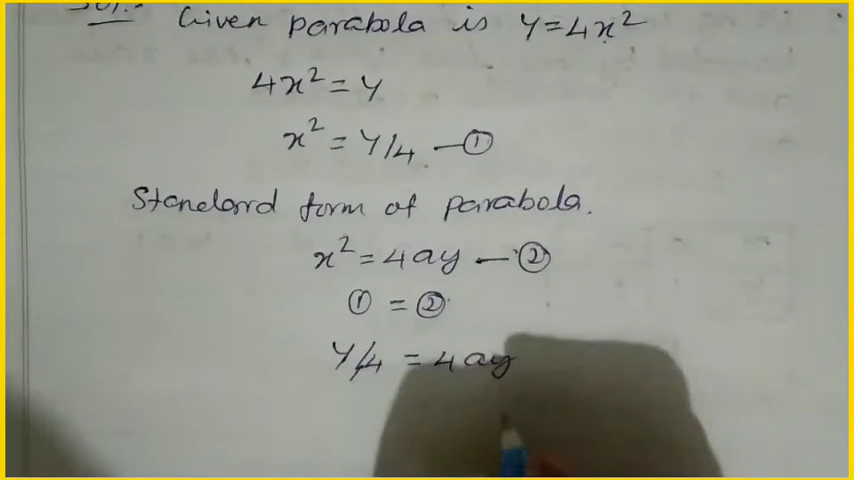 Sol:- Given parabola is y=4x²
4x² = y
x² = y/4 —①
Standard form of parabola.
x² = 4ay —②
① = ②
y/4 = 4ay